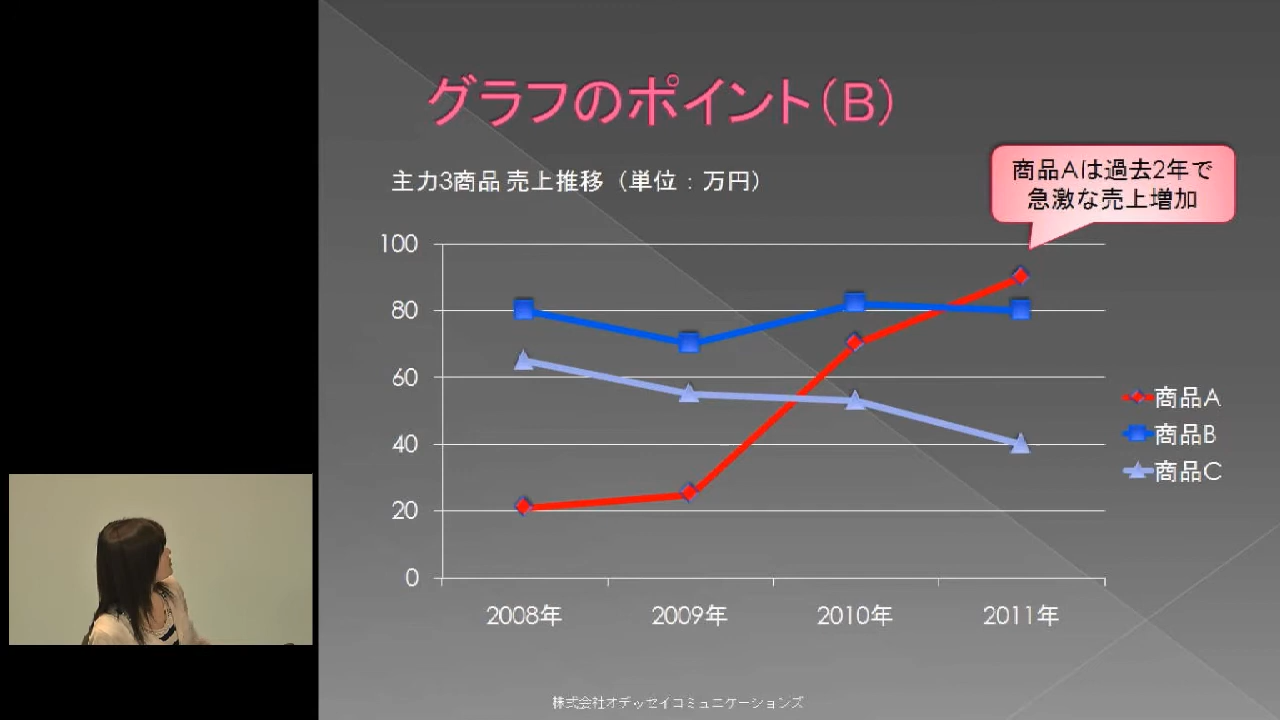 グラフのポイント（B）
主力3商品 売上推移（単位：万円）
商品Aは過去2年で
急激な売上増加
100
80
60
40
20
0
2008年
2009年
2010年
2011年
商品A
商品B
商品C
株式会社オデッセイコミュニケーションズ